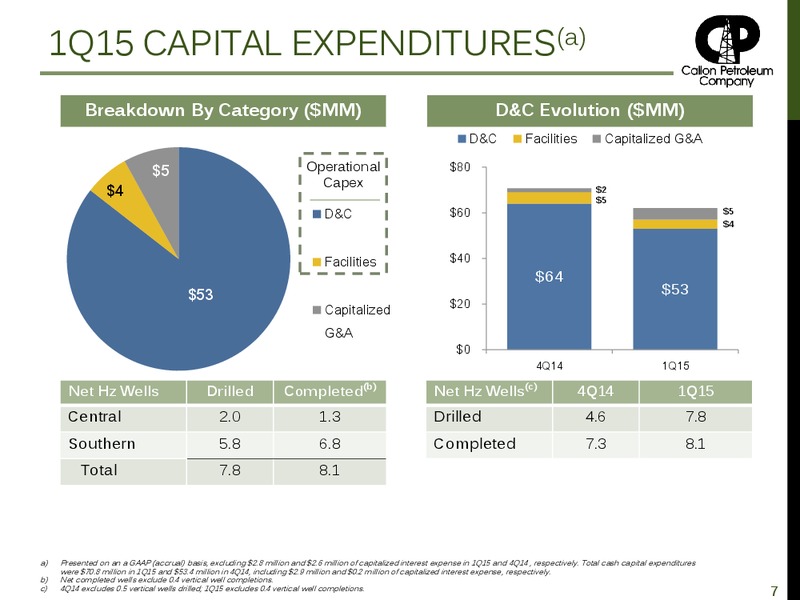 1Q15 CAPITAL EXPENDITURES(a)
Callon Petroleum
Company
Breakdown By Category ($MM)
$5
$4
$53
Operational
Capex
D&C
Facilities
Capitalized
G&A
D&C Evolution ($MM)
D&C Facilities Capitalized G&A
$80
$60
$40
$20
$0
$2
$5
$64
$5
$4
$53
4Q14 1Q15
Net Hz Wells Drilled Completed(b)
Central 2.0 1.3
Southern 5.8 6.8
Total 7.8 8.1
Net Hz Wells(c) 4Q14 1Q15
Drilled 4.6 7.8
Completed 7.3 8.1
a) Presented on an a GAAP (accrual) basis, excluding $2.8 million and $2.6 million of capitalized interest expense in 1Q15 and 4Q14, respectively. Total cash capital expenditures
were $70.8 million in 1Q15 and $53.4 million in 4Q14, including $2.9 million and $0.2 million of capitalized interest expense, respectively.
b) Net completed wells exclude 0.4 vertical well completions.
c) 4Q14 excludes 0.5 vertical wells drilled; 1Q15 excludes 0.4 vertical well completions.
7